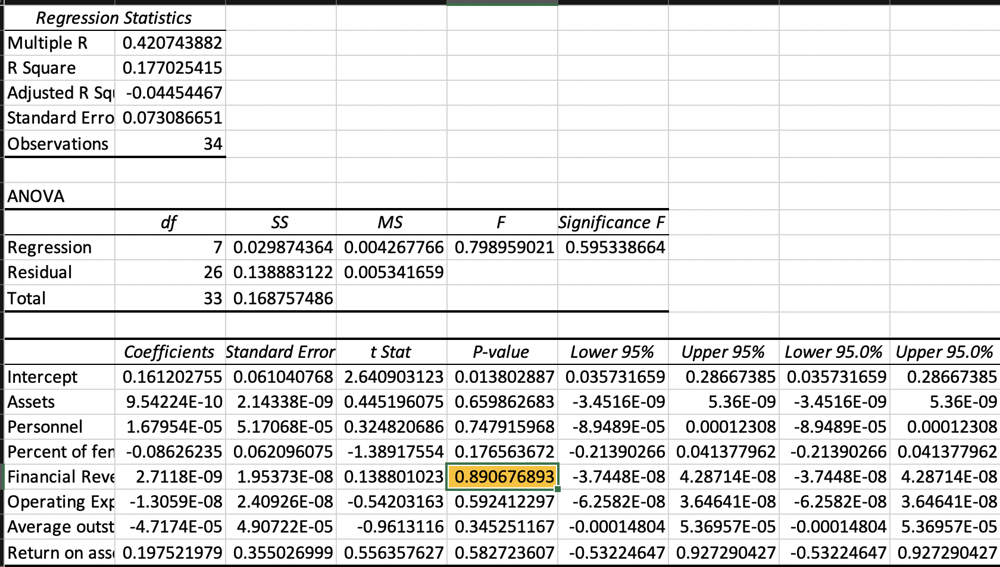 Regression Statistics
Multiple R 0.420743882
R Square 0.177025415
Adjusted R Squ -0.04454467
Standard Erro 0.073086651
Observations 34
ANOVA
df SS MS F Significance F
Regression 7 0.029874364 0.004267766 0.798959021 0.595338664
Residual 26 0.138883122 0.005341659
Total 33 0.168757486
Coefficients Standard Error t Stat P-value Lower 95% Upper 95% Lower 95.0% Upper 95.0%
Intercept 0.161202755 0.061040768 2.640903123 0.013802887 0.035731659 0.28667385 0.035731659 0.28667385
Assets 9.54224E-10 2.14338E-09 0.445196075 0.659862683 -3.4516E-09 5.36E-09 -3.4516E-09 5.36E-09
Personnel 1.67954E-05 5.17068E-05 0.324820686 0.747915968 -8.9489E-05 0.00012308 -8.9489E-05 0.00012308
Percent of fen -0.08626235 0.062096075 -1.38917554 0.176563672 -0.21390266 0.041377962 -0.21390266 0.041377962
Financial Reve 2.7118E-09 1.95373E-08 0.138801023 0.890676893 -3.7448E-08 4.28714E-08 -3.7448E-08 4.28714E-08
Operating Exp -1.3059E-08 2.40926E-08 -0.54203163 0.592412297 -6.2582E-08 3.64641E-08 -6.2582E-08 3.64641E-08
Average outst -4.7174E-05 4.90722E-05 -0.9613116 0.345251167 -0.00014804 5.36957E-05 -0.00014804 5.36957E-05
Return on ass 0.197521979 0.355026999 0.556357627 0.582723607 -0.53224647 0.927290427 -0.53224647 0.927290427